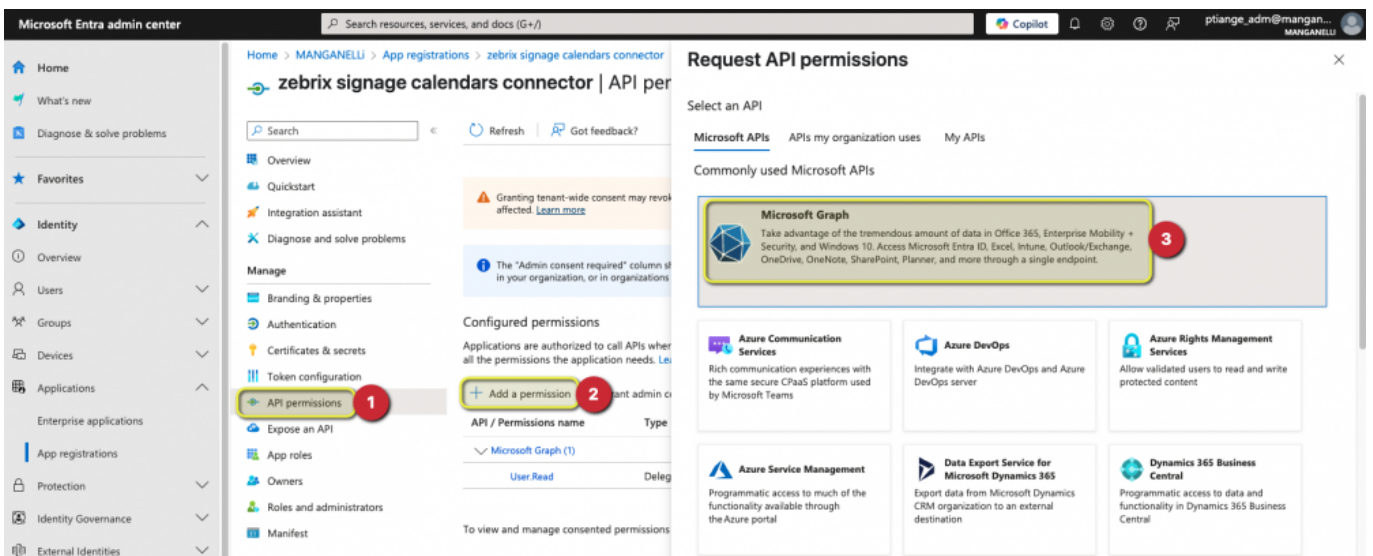 Microsoft Entra admin center
Search resources, services, and docs (G+/)
Copilot
ptiange_adm@mangan...
MANGANELLI
Home
What's new
Diagnose & solve problems
Favorites
Identity
Overview
Users
Groups
Devices
Applications
Enterprise applications
App registrations
Protection
Identity Governance
External Identities
Home > MANGANELLi > App registrations > zebrix signage calendars connector
zebrix signage calendars connector | API per
Search
Overview
Quickstart
Integration assistant
Diagnose and solve problems
Manage
Branding & properties
Authentication
Certificates & secrets
Token configuration
API permissions
1
Expose an API
App roles
Owners
Roles and administrators
Manifest
Refresh
Got feedback?
Granting tenant-wide consent may revok
affected. Learn more
The "Admin consent required" column sh
in your organization, or in organizations
Configured permissions
Applications are authorized to call APIs wher
all the permissions the application needs. Lea
Add a permission
2
ant admin co
API / Permissions name
Type
Microsoft Graph (1)
User.Read
Deleg
To view and manage consented permissions
Request API permissions
Select an API
Microsoft APIs
APIs my organization uses
My APIs
Commonly used Microsoft APIs
Microsoft Graph
Take advantage of the tremendous amount of data in Office 365, Enterprise Mobility +
Security, and Windows 10. Access Microsoft Entra ID, Excel, Intune, Outlook/Exchange,
OneDrive, OneNote, SharePoint, Planner, and more through a single endpoint.
3
Azure Communication
Services
Rich communication experiences with
the same secure CPaaS platform used
by Microsoft Teams
Azure DevOps
Integrate with Azure DevOps and Azure
DevOps server
Azure Rights Management
Services
Allow validated users to read and write
protected content
Azure Service Management
Programmatic access to much of the
functionality available through
the Azure portal
Data Export Service for
Microsoft Dynamics 365
Export data from Microsoft Dynamics
CRM organization to an external
destination
Dynamics 365 Business
Central
Programmatic access to data and
functionality in Dynamics 365 Business
Central